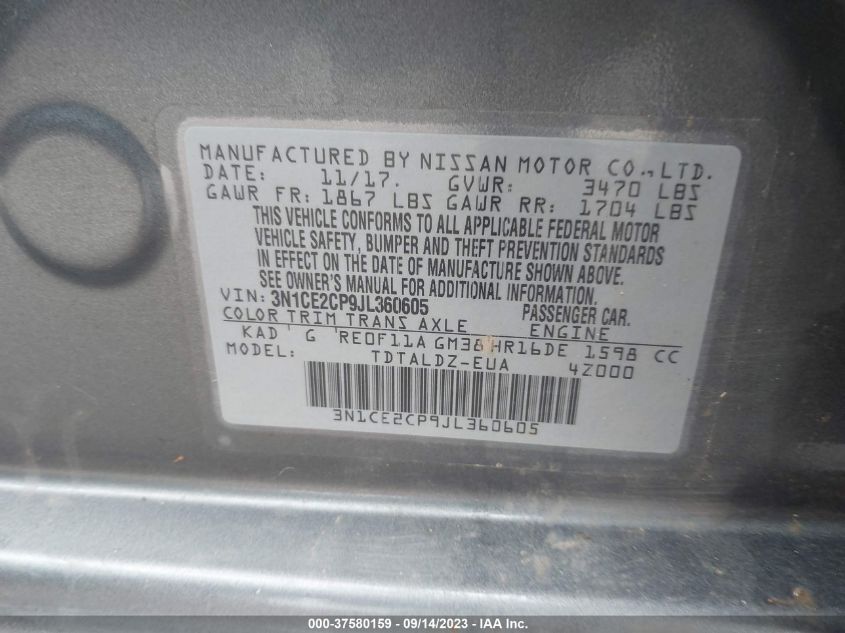 MANUFACTURED BY NISSAN MOTOR CO., LTD.
DATE: 11/17. GVWR: 3470 LBS
GAWR FR: 1867 LBS GAWR RR: 1704 LBS
THIS VEHICLE CONFORMS TO ALL APPLICABLE FEDERAL MOTOR
VEHICLE SAFETY, BUMPER AND THEFT PREVENTION STANDARDS
IN EFFECT ON THE DATE OF MANUFACTURE SHOWN ABOVE.
SEE OWNER'S MANUAL FOR ADDITIONAL INFORMATION.
VIN: 3N1CE2CP9JL360605 PASSENGER CAR.
COLOR TRIM TRANS AXLE ENGINE
KAD G RE0F11A GM38 HR16DE 1598 CC
MODEL: TDTALDZ-EUA 4Z000
3N1CE2CP9JL360605
000-37580159 - 09/14/2023 - IAA Inc.